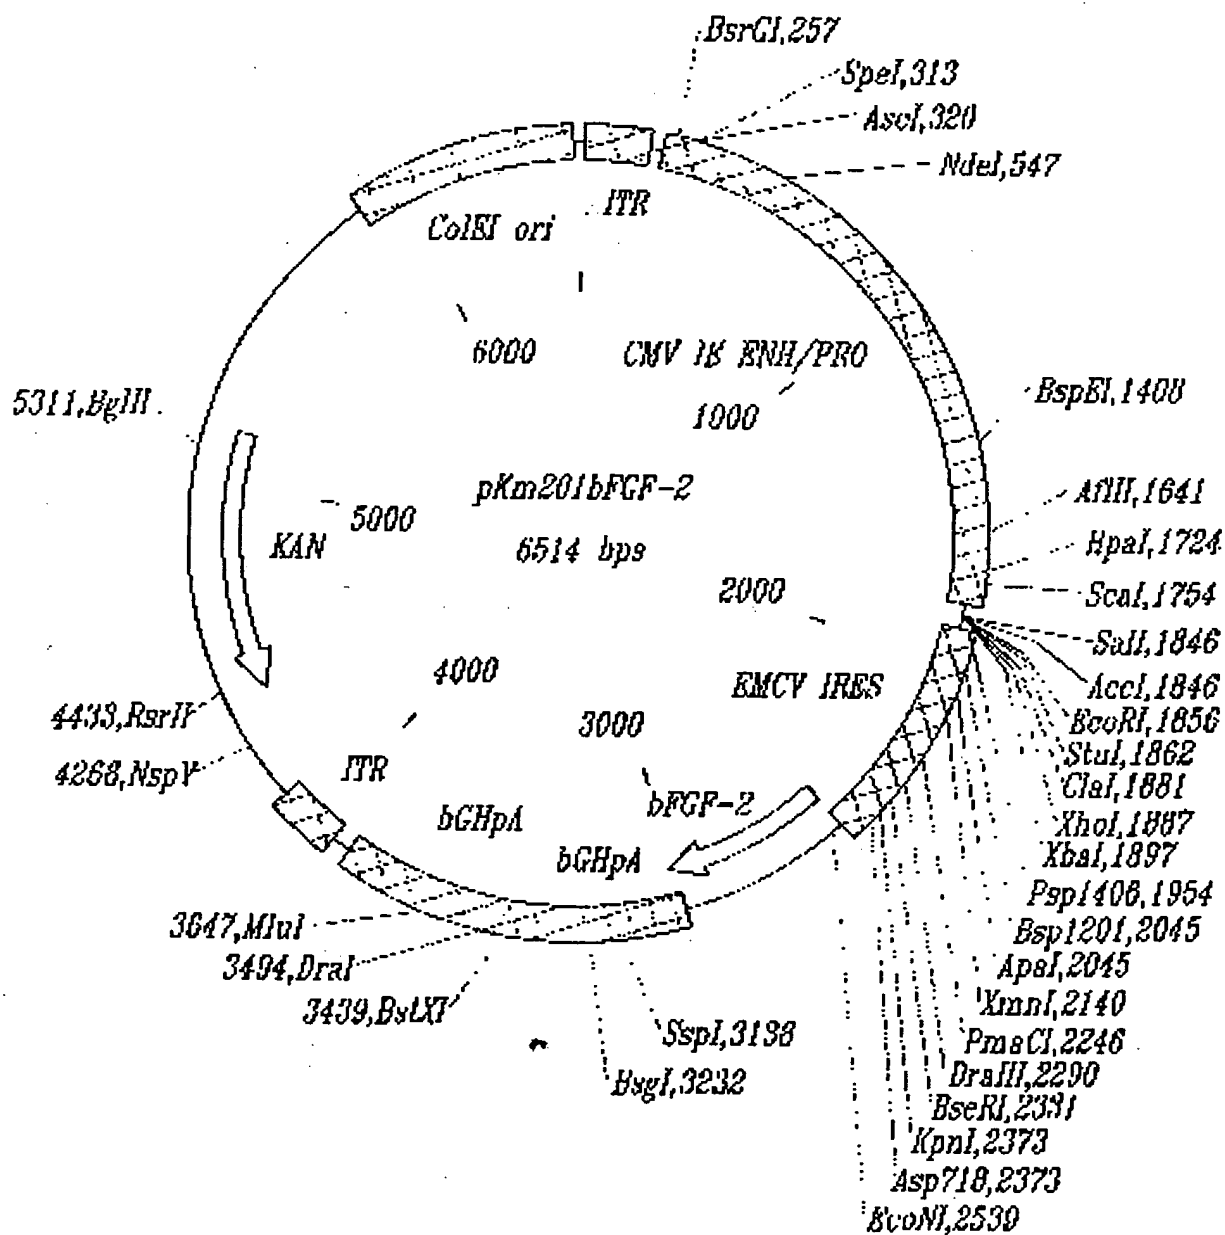 BsrGI,257
SpeI,313
AscI,320
NdeI,547
ITR
ColEI ori
6000
CMV IE ENH/PRO
1000
5311,BglII
BspEI,1408
pKm201bFGF-2
6514 bps
5000
KAN
AflII,1641
HpaI,1724
ScaI,1754
2000
SalI,1846
AccI,1846
EcoRI,1856
StuI,1862
ClaI,1881
XhoI,1887
XbaI,1897
EMCV IRES
4000
3000
4433,RsrII
4268,NspV
ITR
bGHpA
bFGF-2
bGHpA
Psp1406,1954
Bsp120I,2045
ApaI,2045
XmnI,2140
PmaCI,2246
DraIII,2290
BseRI,2331
KpnI,2373
Asp718,2373
EcoNI,2539
3647,MluI
3494,DraI
3439,BstXI
SspI,3138
BsgI,3232